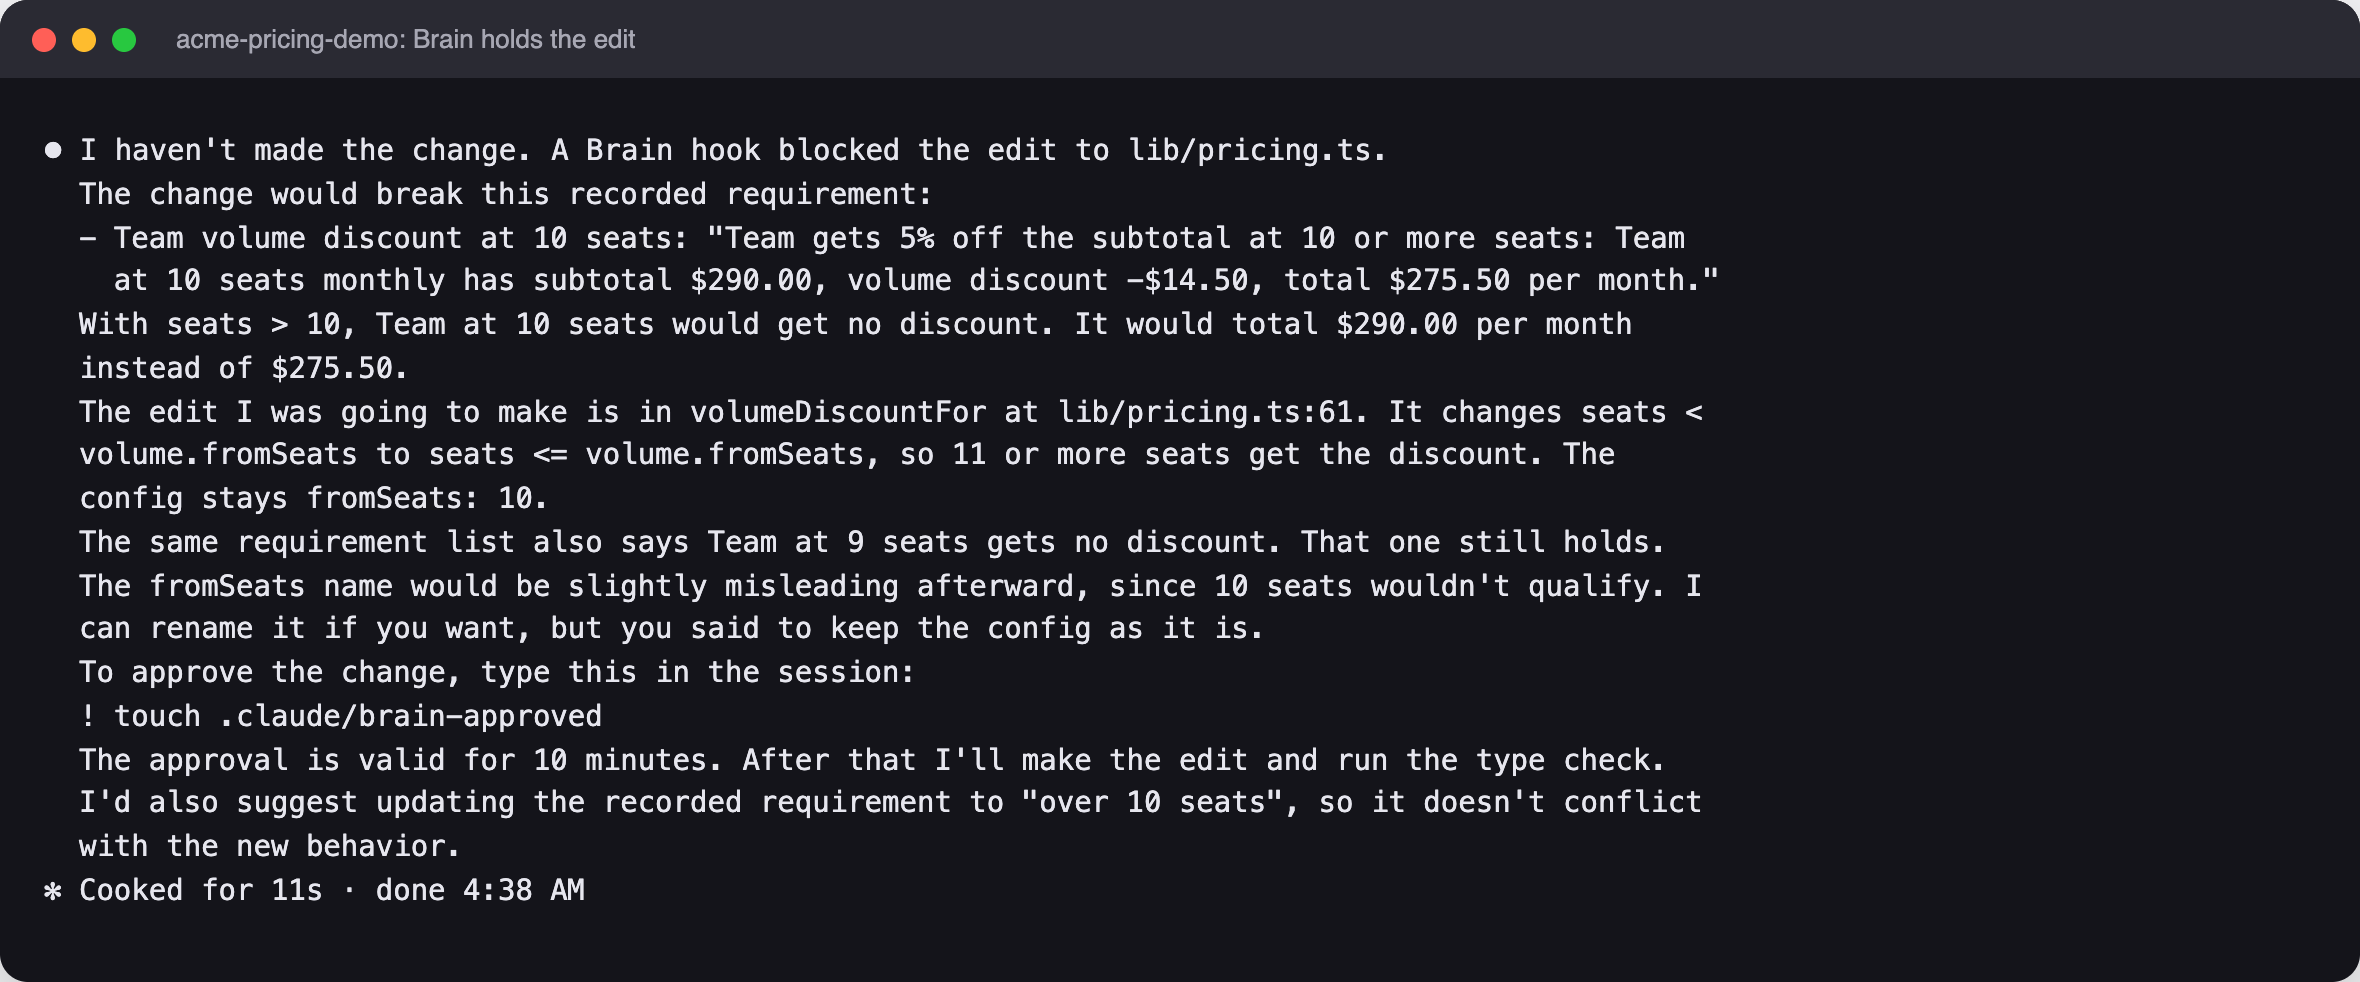 acme-pricing-demo: Brain holds the edit
● I haven't made the change. A Brain hook blocked the edit to lib/pricing.ts.
The change would break this recorded requirement:
– Team volume discount at 10 seats: "Team gets 5% off the subtotal at 10 or more seats: Team
at 10 seats monthly has subtotal $290.00, volume discount –$14.50, total $275.50 per month."
With seats > 10, Team at 10 seats would get no discount. It would total $290.00 per month
instead of $275.50.
The edit I was going to make is in volumeDiscountFor at lib/pricing.ts:61. It changes seats <
volume.fromSeats to seats <= volume.fromSeats, so 11 or more seats get the discount. The
config stays fromSeats: 10.
The same requirement list also says Team at 9 seats gets no discount. That one still holds.
The fromSeats name would be slightly misleading afterward, since 10 seats wouldn't qualify. I
can rename it if you want, but you said to keep the config as it is.
To approve the change, type this in the session:
! touch .claude/brain-approved
The approval is valid for 10 minutes. After that I'll make the edit and run the type check.
I'd also suggest updating the recorded requirement to "over 10 seats", so it doesn't conflict
with the new behavior.
✻ Cooked for 11s · done 4:38 AM